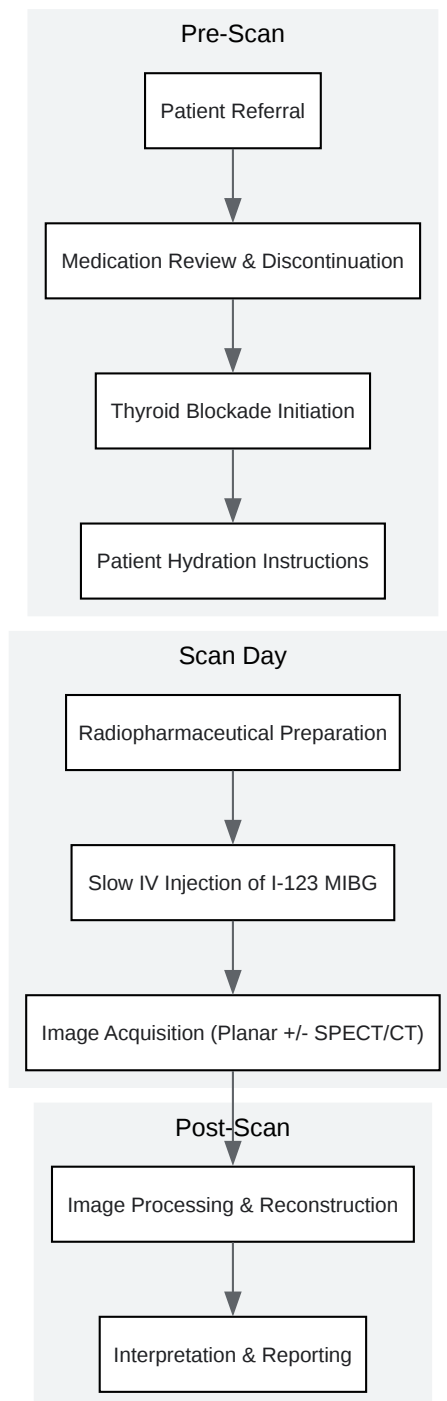 Pre-Scan
Patient Referral
Medication Review & Discontinuation
Thyroid Blockade Initiation
Patient Hydration Instructions
Scan Day
Radiopharmaceutical Preparation
Slow IV Injection of I-123 MIBG
Image Acquisition (Planar +/- SPECT/CT)
Post-Scan
Image Processing & Reconstruction
Interpretation & Reporting